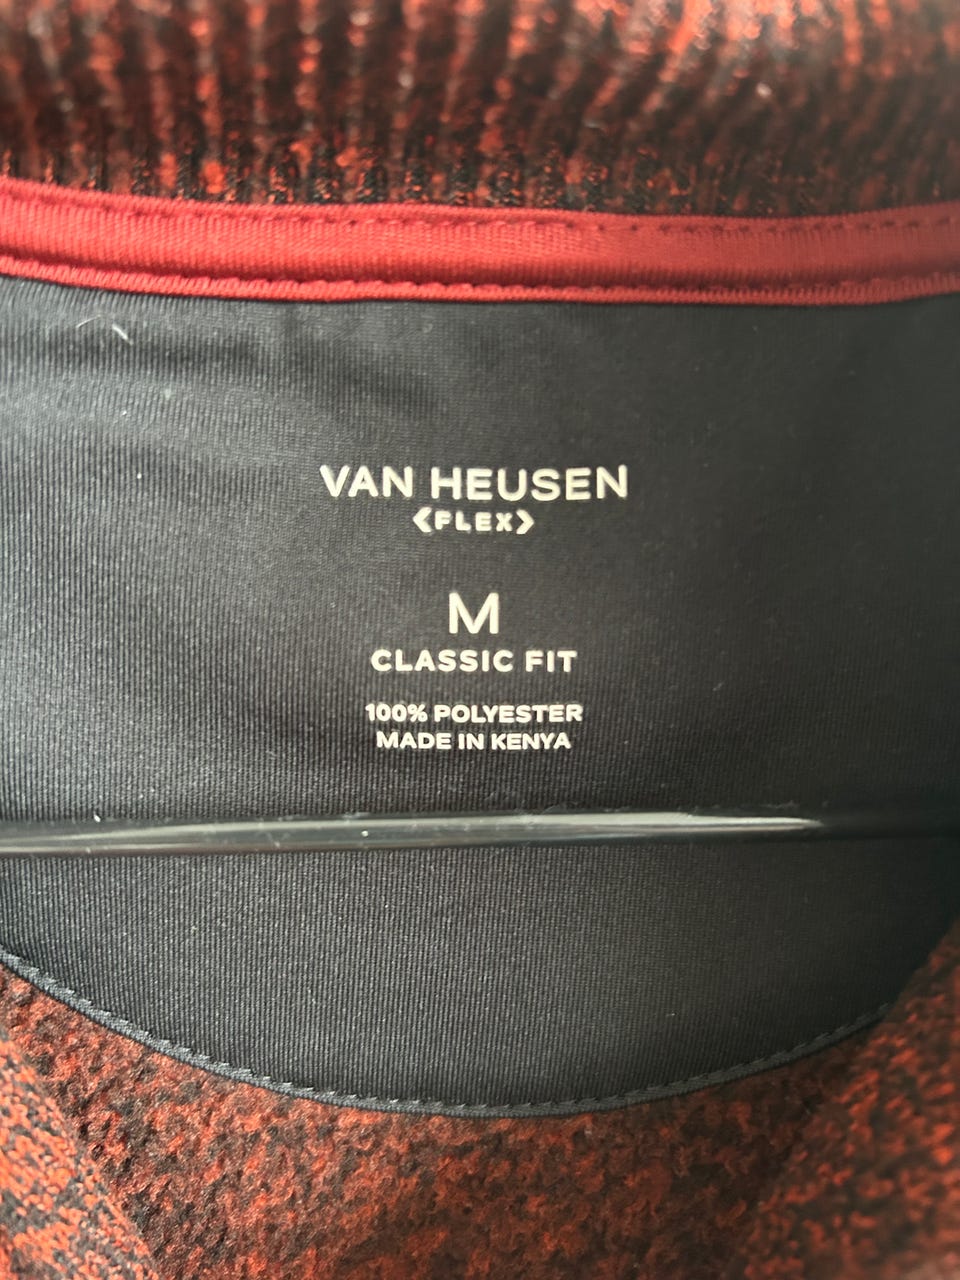 VAN HEUSEN
<FLEX>
M
CLASSIC FIT
100% POLYESTER
MADE IN KENYA